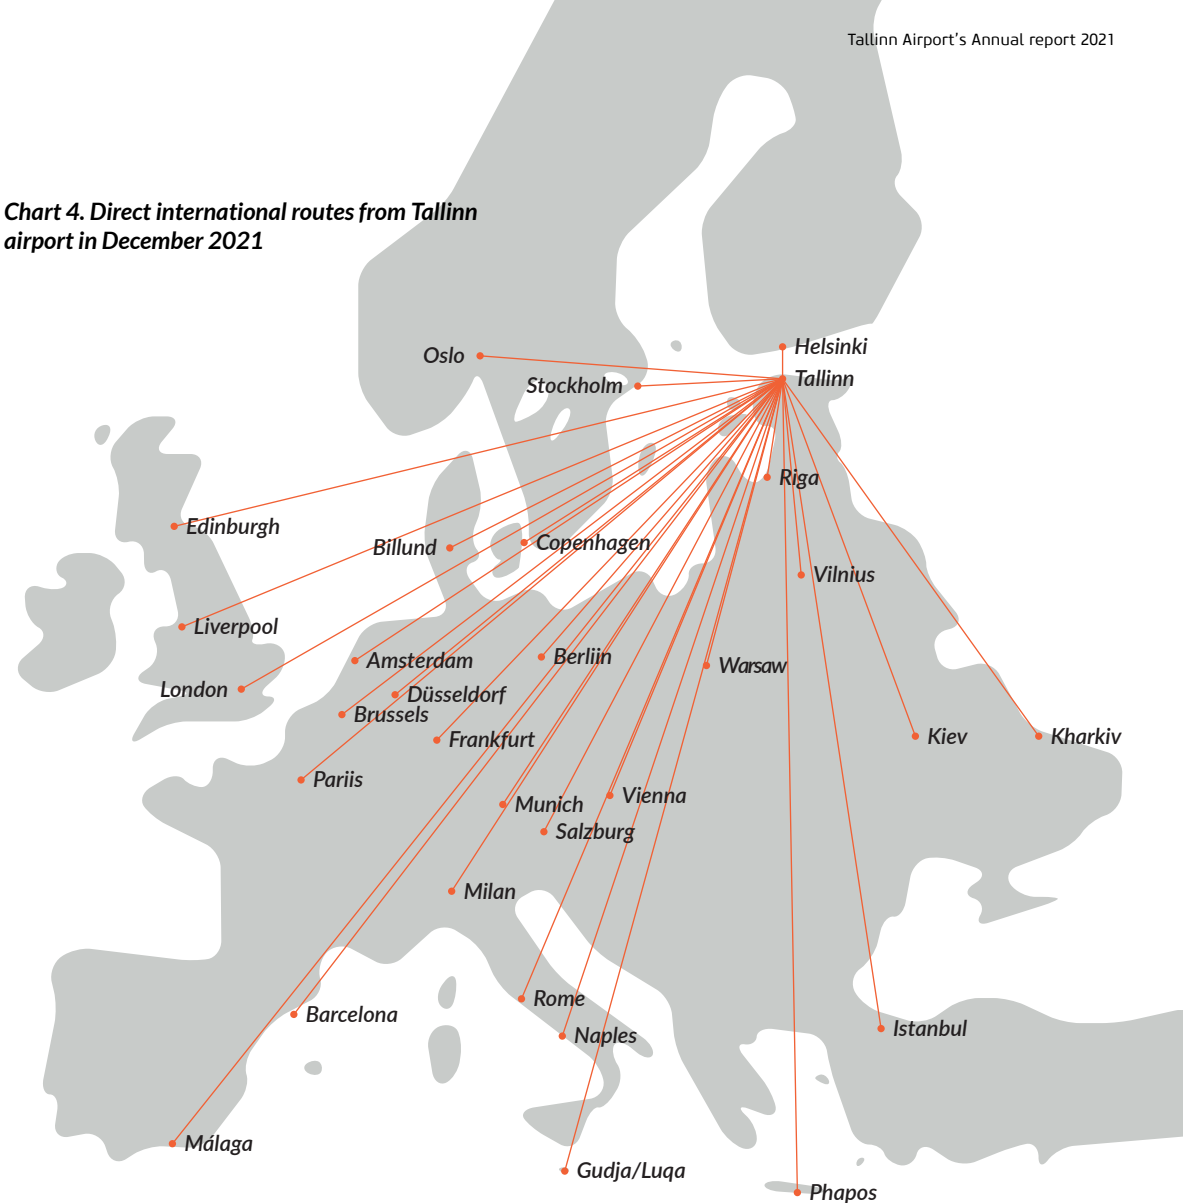 Tallinn Airport's Annual report 2021
Chart 4. Direct international routes from Tallinn
airport in December 2021
Helsinki
Oslo
Tallinn
Stockholm
Riga
Edinburgh
Copenhagen
Billund
Vilnius
Liverpool
Berliin
Amsterdam
Warsaw
London
Düsseldorf
Brussels
Kiev
Kharkiv
Frankfurt
Pariis
Vienna
Munich
Salzburg
Milan
Rome
Barcelona
Istanbul
Naples
Málaga
Gudja/Luqa
Phapos